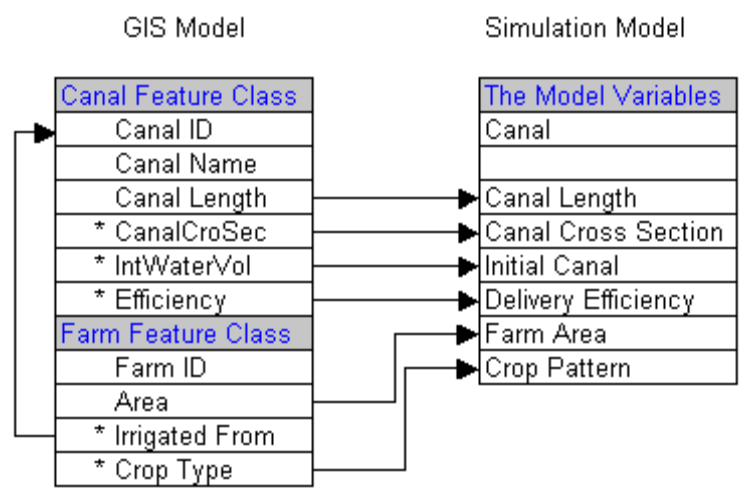 GIS Model
Simulation Model
Canal Feature Class
Canal ID
Canal Name
Canal Length
* CanalCroSec
* IntWaterVol
* Efficiency
Farm Feature Class
Farm ID
Area
* Irrigated From
* Crop Type
The Model Variables
Canal
Canal Length
Canal Cross Section
Initial Canal
Delivery Efficiency
Farm Area
Crop Pattern